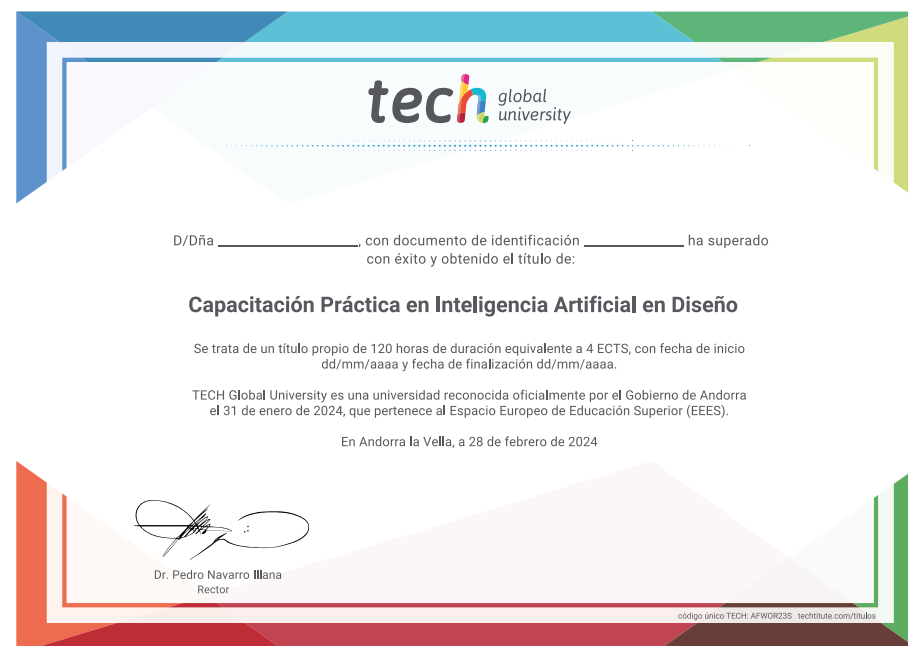 tech global university
D/Dña ______________, con documento de identificación __________ ha superado
con éxito y obtenido el título de:
Capacitación Práctica en Inteligencia Artificial en Diseño
Se trata de un título propio de 120 horas de duración equivalente a 4 ECTS, con fecha de inicio
dd/mm/aaaa y fecha de finalización dd/mm/aaaa.
TECH Global University es una universidad reconocida oficialmente por el Gobierno de Andorra
el 31 de enero de 2024, que pertenece al Espacio Europeo de Educación Superior (EEES).
En Andorra la Vella, a 28 de febrero de 2024
Dr. Pedro Navarro Illana
Rector
código único TECH: AFWOR23S techtitute.com/titulos